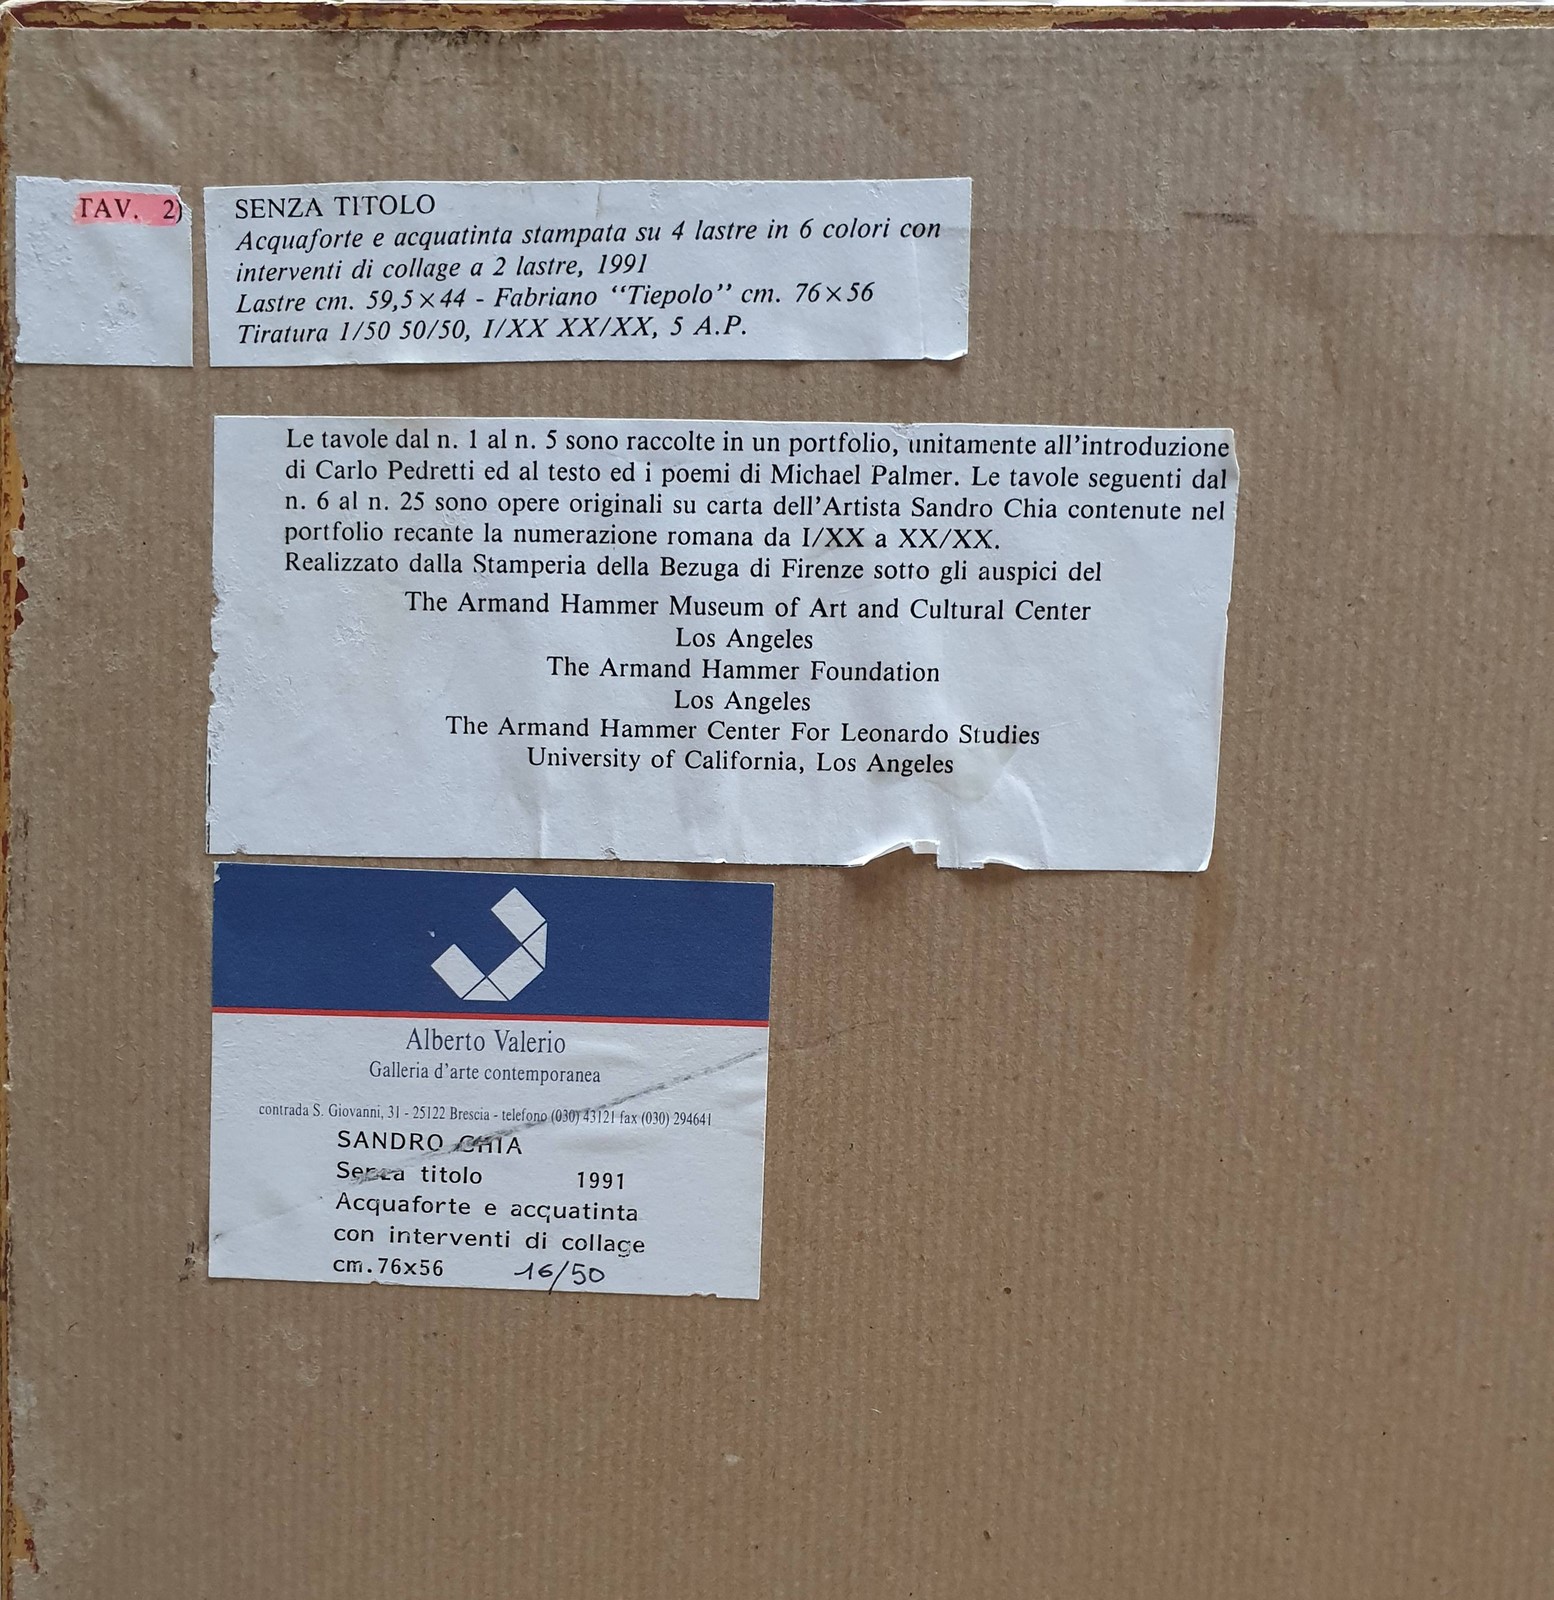 TAV. 2)
SENZA TITOLO
Acquaforte e acquatinta stampata su 4 lastre in 6 colori con
interventi di collage a 2 lastre, 1991
Lastre cm. 59,5×44 - Fabriano “Tiepolo” cm. 76×56
Tiratura 1/50 50/50, I/XX XX/XX, 5 A.P.
Le tavole dal n. 1 al n. 5 sono raccolte in un portfolio, unitamente all'introduzione
di Carlo Pedretti ed al testo ed i poemi di Michael Palmer. Le tavole seguenti dal
n. 6 al n. 25 sono opere originali su carta dell'Artista Sandro Chia contenute nel
portfolio recante la numerazione romana da I/XX a XX/XX.
Realizzato dalla Stamperia della Bezuga di Firenze sotto gli auspici del
The Armand Hammer Museum of Art and Cultural Center
Los Angeles
The Armand Hammer Foundation
Los Angeles
The Armand Hammer Center For Leonardo Studies
University of California, Los Angeles
Alberto Valerio
Galleria d'arte contemporanea
contrada S. Giovanni, 31 - 25122 Brescia - telefono (030) 43121 fax (030) 294641
SANDRO CHIA
Senza titolo 1991
Acquaforte e acquatinta
con interventi di collage
cm.76x56 16/50